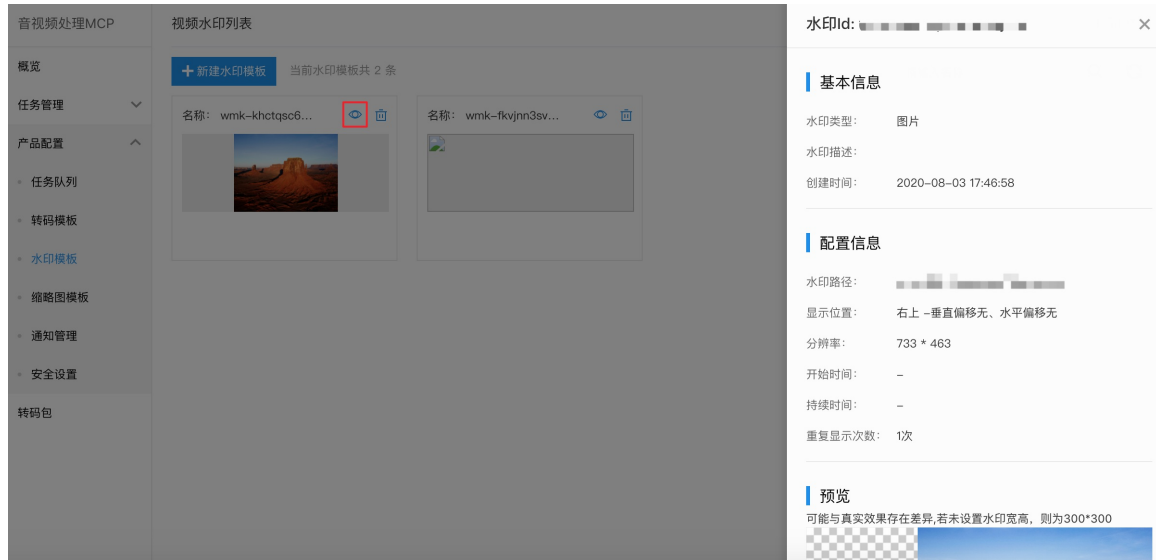 音视频处理MCP
概览
任务管理
产品配置
任务队列
转码模板
水印模板
缩略图模板
通知管理
安全设置
转码包
视频水印列表
+ 新建水印模板 当前水印模板共 2 条
名称: wmk-khctqsc6...
名称: wmk-fkvjnn3sv...
水印Id:
基本信息
水印类型: 图片
水印描述:
创建时间: 2020-08-03 17:46:58
配置信息
水印路径:
显示位置: 右上 -垂直偏移无、水平偏移无
分辨率: 733 * 463
开始时间: -
持续时间: -
重复显示次数: 1次
预览
可能与真实效果存在差异,若未设置水印宽高，则为300*300